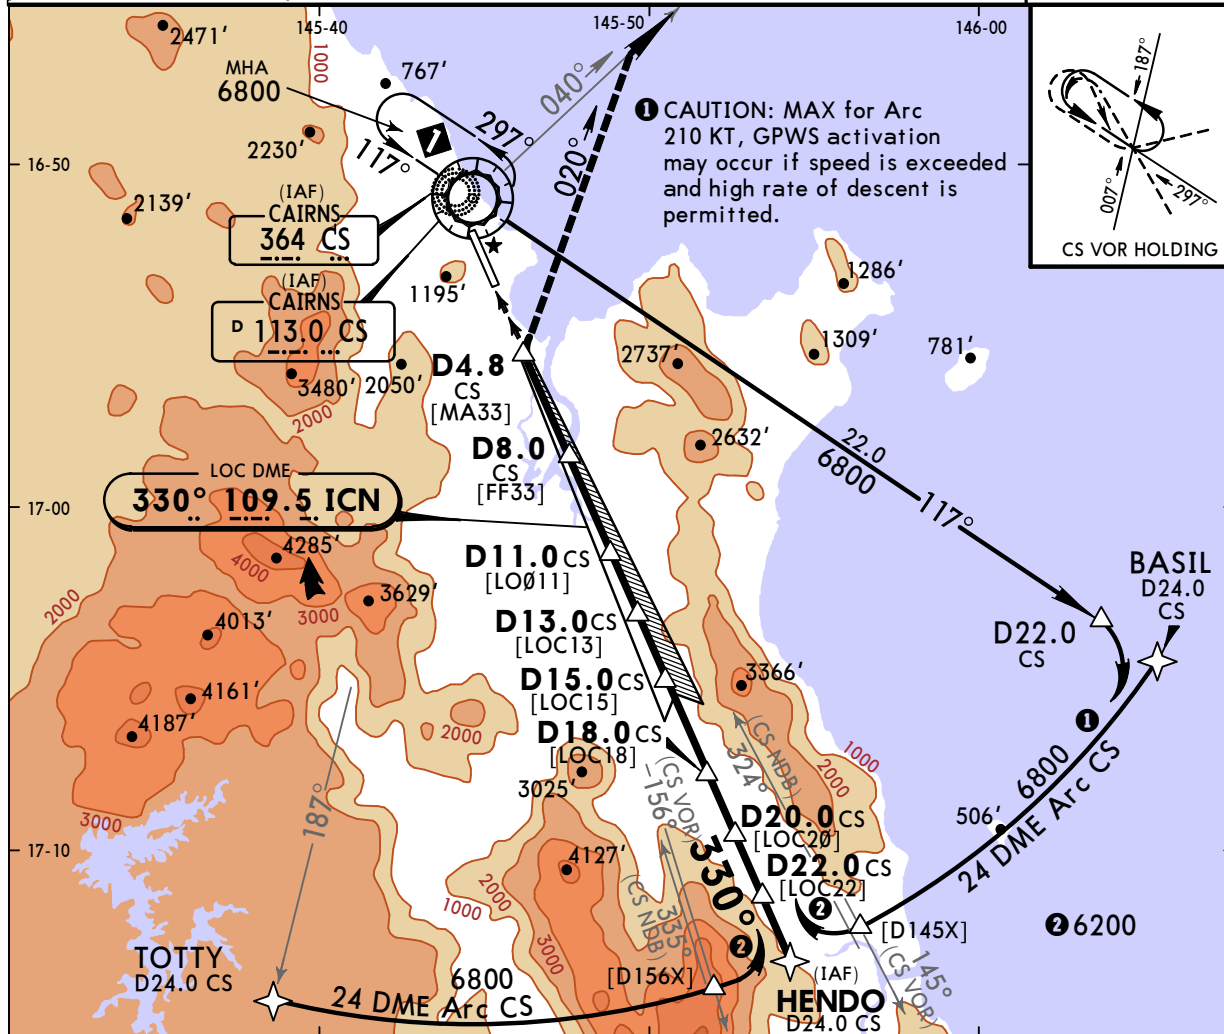 145-40
145-50
146-00
2471'
1000
MHA
6800
767'
040°
020°
❶ CAUTION: MAX for Arc
210 KT, GPWS activation
may occur if speed is exceeded
and high rate of descent is
permitted.
187°
007°
297°
CS VOR HOLDING
2230'
297°
117°
16-50
2139'
(IAF)
CAIRNS
364 CS
(IAF)
CAIRNS
D 113.0 CS
1195'
1286'
1309'
781'
2737'
3480'
2050'
2000
D4.8
CS
[MA33]
2632'
D8.0
CS
[FF33]
22.0
6800
117°
LOC DME
330° 109.5 ICN
17-00
4285'
4000
3000
2000
3629'
D11.0 CS
[LOØ11]
BASIL
D24.0
CS
4013'
D13.0 CS
[LOC13]
D22.0
CS
4161'
D15.0 CS
[LOC15]
3366'
4187'
2000
D18.0 CS
[LOC18]
❶
1000
2000
3025'
(CS NDB)
324°
(CS VOR)
156°
6800
24 DME Arc CS
187°
3000
506'
D20.0 CS
[LOC20]
17-10
4127'
330°
D22.0 CS
[LOC22]
2000
1000
3000
335°
(CS NDB)
❷
❷
[D145X]
❷ 6200
145°
(CS VOR)
TOTTY
D24.0 CS
6800
24 DME Arc CS
[D156X]
(IAF)
HENDO
D24.0 CS